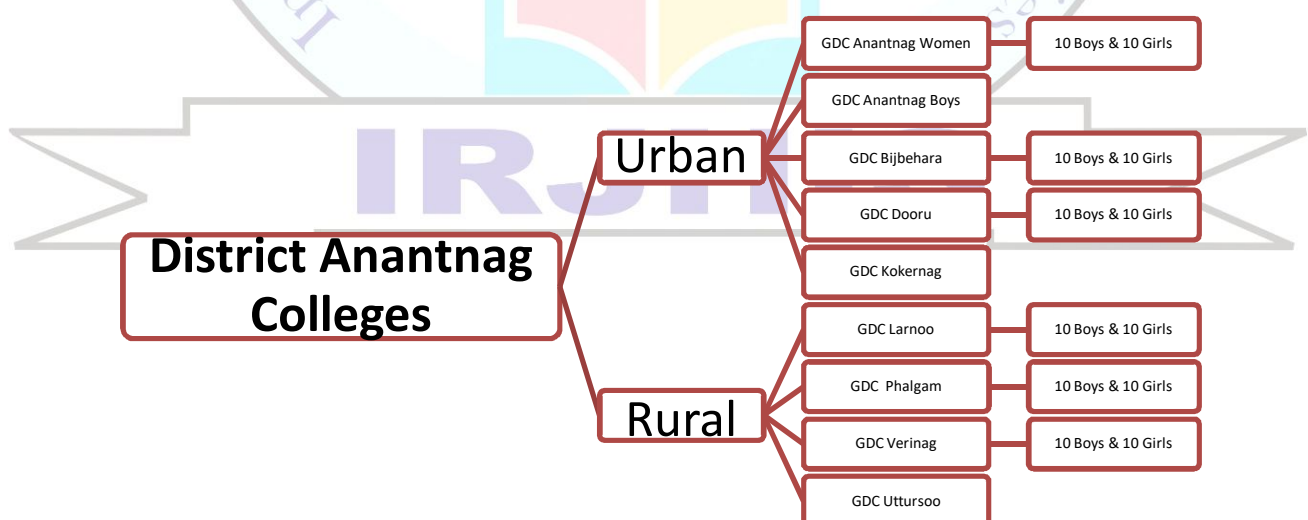 GDC Anantnag Women
10 Boys & 10 Girls
GDC Anantnag Boys
Urban
GDC Bijbehara
10 Boys & 10 Girls
GDC Dooru
10 Boys & 10 Girls
District Anantnag
Colleges
GDC Kokernag
GDC Larnoo
10 Boys & 10 Girls
GDC Phalgam
10 Boys & 10 Girls
Rural
GDC Verinag
10 Boys & 10 Girls
GDC Uttursoo